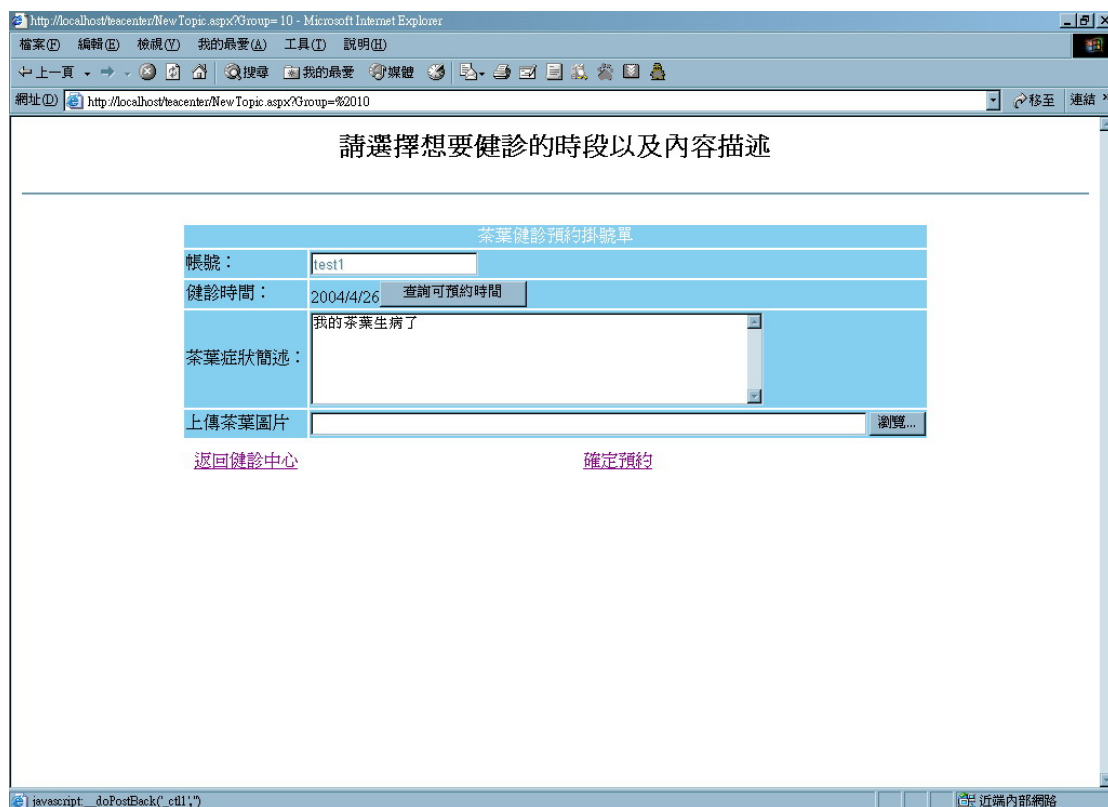 http://localhost/teacenter/NewTopic.aspx?Group= 10 - Microsoft Internet Explorer
檔案(F) 編輯(E) 檢視(V) 我的最愛(A) 工具(T) 說明(H)
上一頁 搜尋 我的最愛 媒體
網址(D) http://localhost/teacenter/NewTopic.aspx?Group=%2010 移至 連結 »
請選擇想要健診的時段以及內容描述
茶葉健診預約掛號單
帳號： test1
健診時間： 2004/4/26 查詢可預約時間
茶葉症狀簡述： 我的茶葉生病了
上傳茶葉圖片 瀏覽...
返回健診中心 確定預約
javascript:__doPostBack('_ctl1','') 近端內部網路